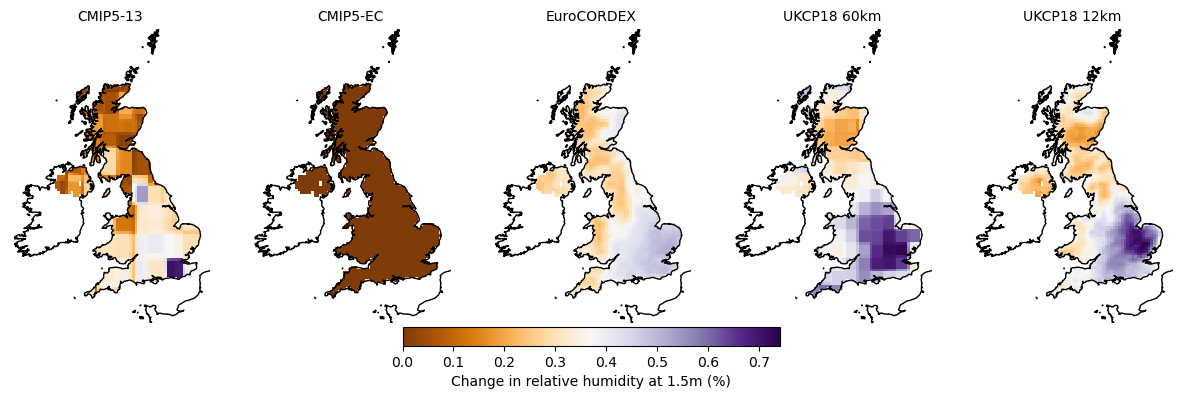 CMIP5-13
CMIP5-EC
EuroCORDEX
UKCP18 60km
UKCP18 12km
0.0 0.1 0.2 0.3 0.4 0.5 0.6 0.7
Change in relative humidity at 1.5m (%)